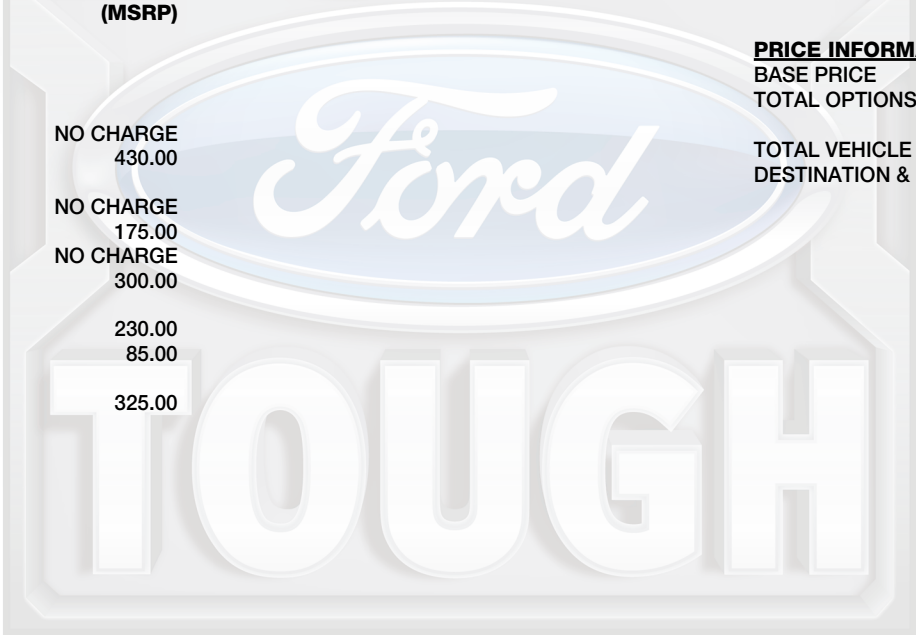 (MSRP)
NO CHARGE
430.00
NO CHARGE
175.00
NO CHARGE
300.00
230.00
85.00
325.00
PRICE INFORM
BASE PRICE
TOTAL OPTIONS
TOTAL VEHICLE
DESTINATION &
Ford
TOUGH